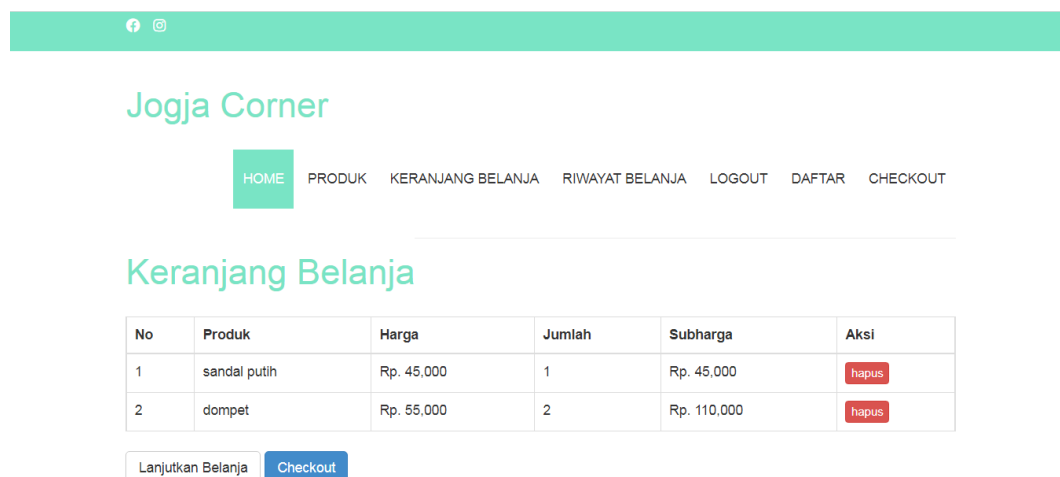 Jogja Corner
HOME PRODUK KERANJANG BELANJA RIWAYAT BELANJA LOGOUT DAFTAR CHECKOUT
Keranjang Belanja
No Produk Harga Jumlah Subharga Aksi
1 sandal putih Rp. 45,000 1 Rp. 45,000 hapus
2 dompet Rp. 55,000 2 Rp. 110,000 hapus
Lanjutkan Belanja Checkout